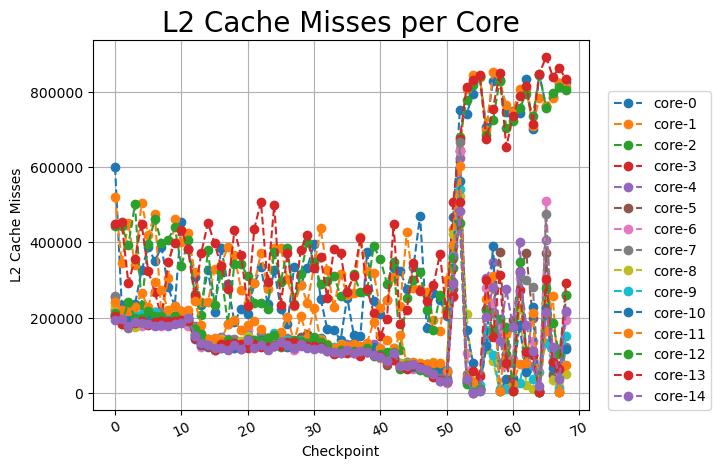 L2 Cache Misses per Core
L2 Cache Misses
800000
600000
400000
200000
0
0
10
20
30
40
50
60
70
Checkpoint
core-0
core-1
core-2
core-3
core-4
core-5
core-6
core-7
core-8
core-9
core-10
core-11
core-12
core-13
core-14